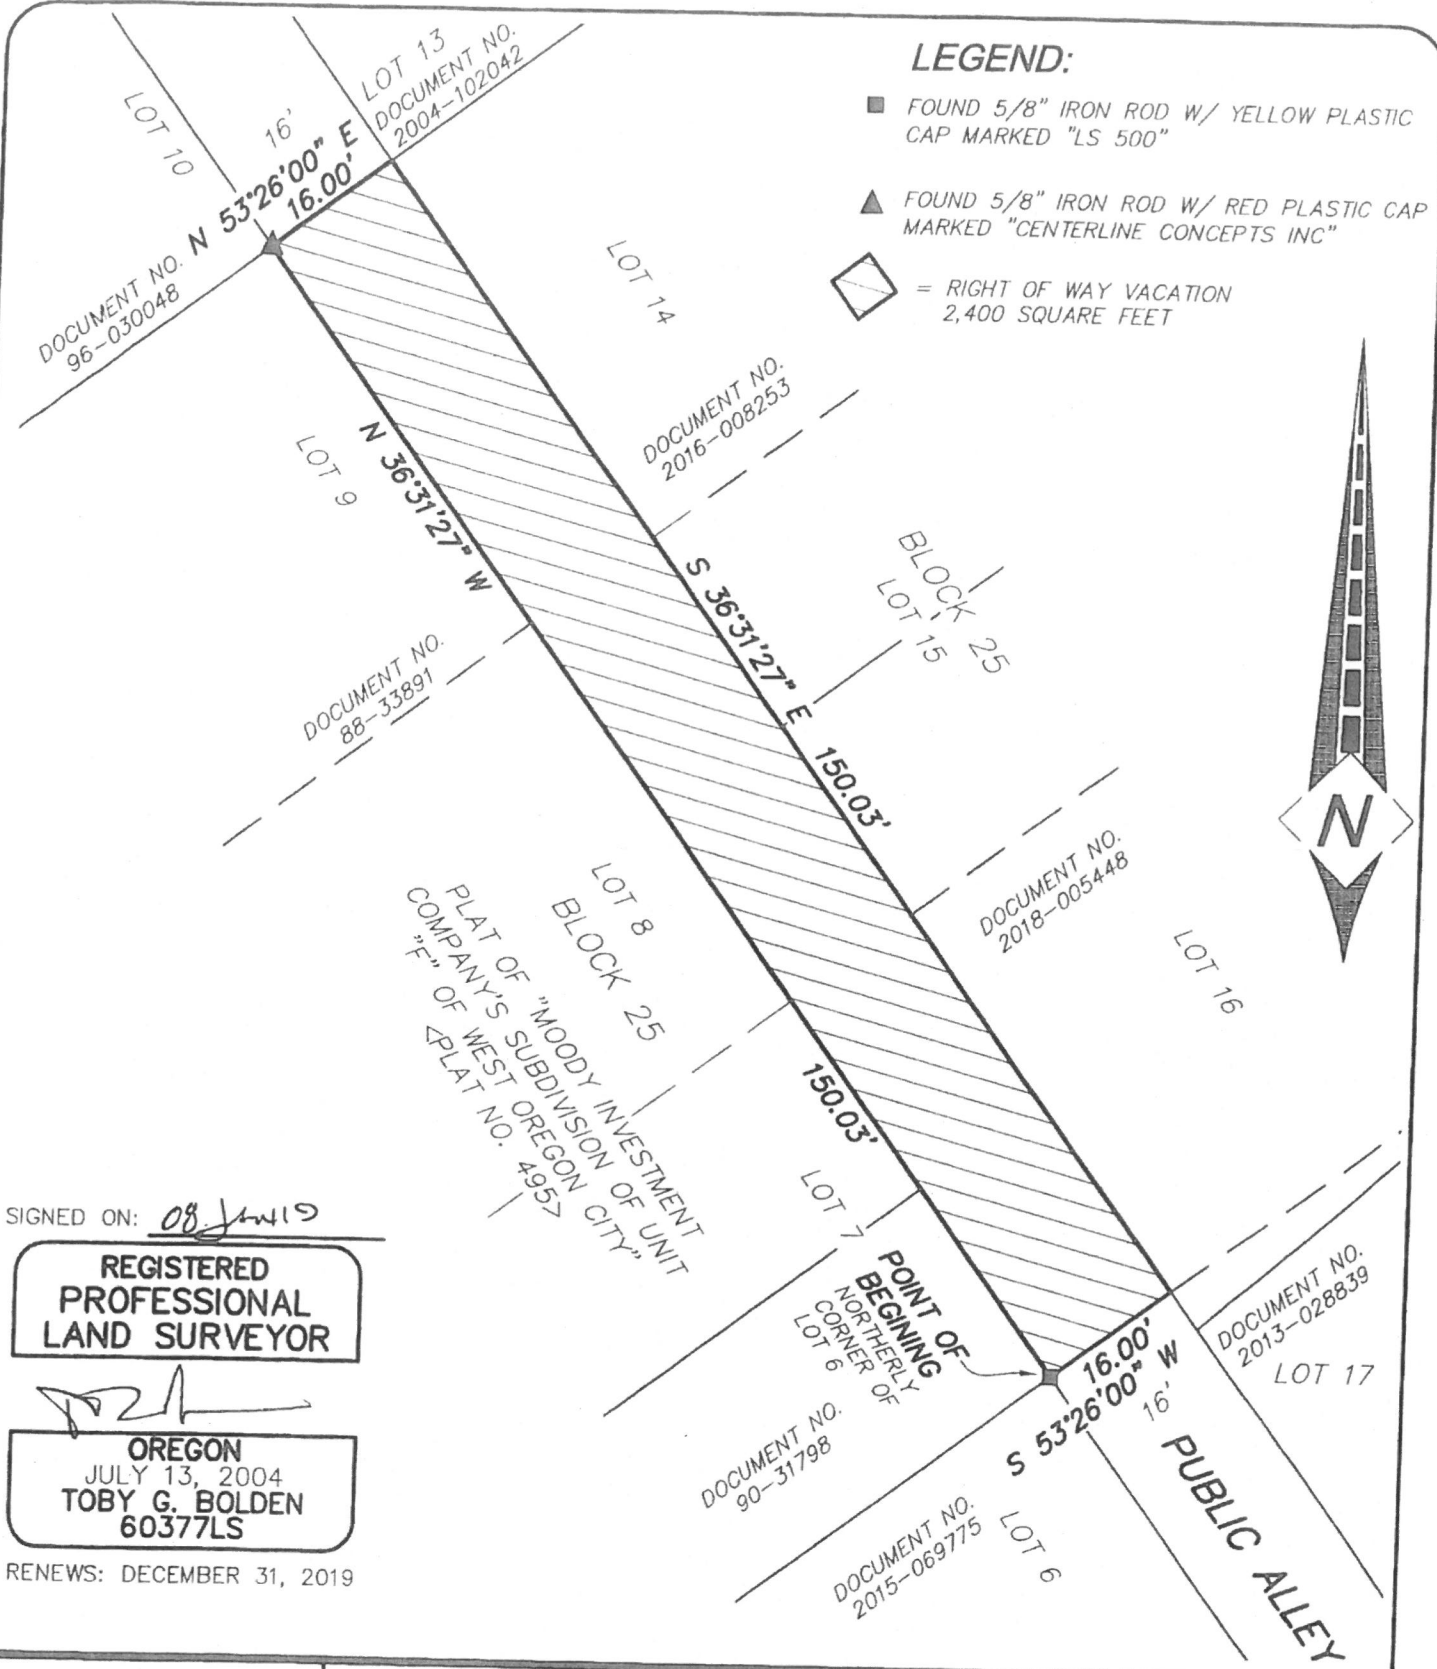 LEGEND:
FOUND 5/8" IRON ROD W/ YELLOW PLASTIC
CAP MARKED "LS 500"
FOUND 5/8" IRON ROD W/ RED PLASTIC CAP
MARKED "CENTERLINE CONCEPTS INC"
= RIGHT OF WAY VACATION
2,400 SQUARE FEET
LOT 10
16'
LOT 13
DOCUMENT NO.
2004-102042
N 53°26'00" E
16.00'
DOCUMENT NO.
96-030048
LOT 14
LOT 9
N 36°31'27" W
DOCUMENT NO.
2016-008253
BLOCK 25
LOT 15
S 36°31'27" E
150.03'
DOCUMENT NO.
88-33891
N
DOCUMENT NO.
2018-005448
LOT 16
LOT 8
BLOCK 25
PLAT OF "MOODY INVESTMENT
COMPANY'S SUBDIVISION OF UNIT
"F" OF WEST OREGON CITY"
<PLAT NO. 495>
150.03'
LOT 7
POINT OF
BEGINING
NORTHERLY
CORNER OF
LOT 6
16.00'
S 53°26'00" W
16'
DOCUMENT NO.
2013-028839
LOT 17
DOCUMENT NO.
90-31798
DOCUMENT NO.
2015-069775
LOT 6
PUBLIC ALLEY
SIGNED ON: 08 JAN19
REGISTERED
PROFESSIONAL
LAND SURVEYOR
OREGON
JULY 13, 2004
TOBY G. BOLDEN
60377LS
RENEWS: DECEMBER 31, 2019